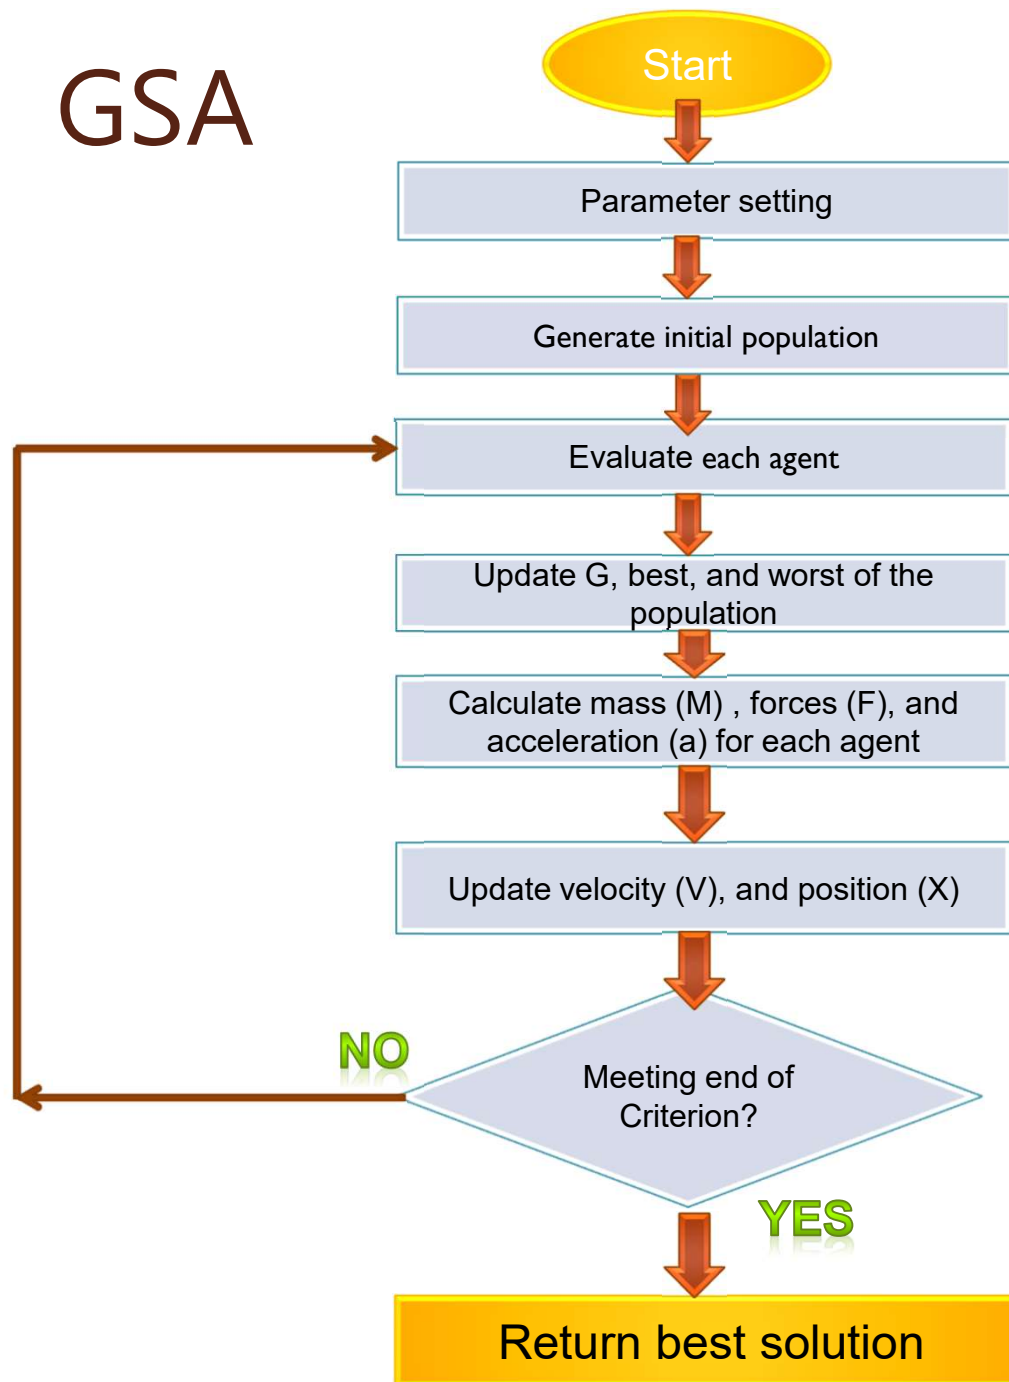 GSA
Start
Parameter setting
Generate initial population
Evaluate each agent
Update G, best, and worst of the
population
Calculate mass (M) , forces (F), and
acceleration (a) for each agent
Update velocity (V), and position (X)
Meeting end of
Criterion?
NO
YES
Return best solution